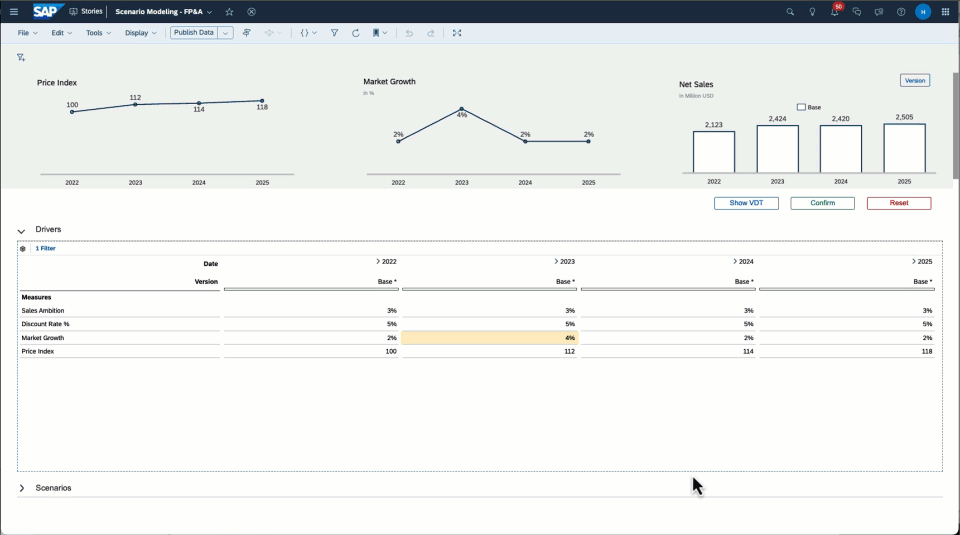 SAP Stories Scenario Modeling - FP&A 50 H
File Edit Tools Display Publish Data
Price Index
100 112 114 118
2022 2023 2024 2025
Market Growth
in %
2% 4% 2% 2%
2022 2023 2024 2025
Net Sales
in Million USD
Version
Base
2,123 2,424 2,420 2,505
2022 2023 2024 2025
Show VDT Confirm Reset
Drivers
1 Filter
Date 2022 2023 2024 2025
Version Base * Base * Base * Base *
Measures
Sales Ambition 3% 3% 3% 3%
Discount Rate % 5% 5% 5% 5%
Market Growth 2% 4% 2% 2%
Price Index 100 112 114 118
Scenarios